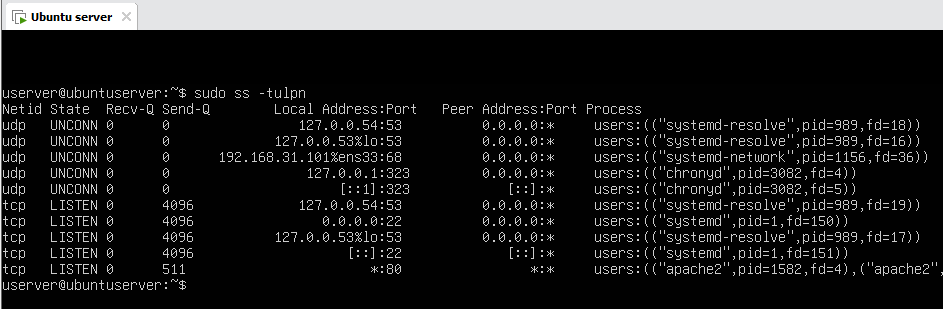 Ubuntu server
userver@ubuntuserver:~$ sudo ss -tulpn
Netid State  Recv-Q Send-Q        Local Address:Port   Peer Address:Port Process
udp   UNCONN 0      0                127.0.0.54:53          0.0.0.0:*     users:(("systemd-resolve",pid=989,fd=18))
udp   UNCONN 0      0             127.0.0.53%lo:53          0.0.0.0:*     users:(("systemd-resolve",pid=989,fd=16))
udp   UNCONN 0      0      192.168.31.101%ens33:68          0.0.0.0:*     users:(("systemd-network",pid=1156,fd=36))
udp   UNCONN 0      0                 127.0.0.1:323         0.0.0.0:*     users:(("chronyd",pid=3082,fd=4))
udp   UNCONN 0      0                     [::1]:323            [::]:*     users:(("chronyd",pid=3082,fd=5))
tcp   LISTEN 0      4096             127.0.0.54:53          0.0.0.0:*     users:(("systemd-resolve",pid=989,fd=19))
tcp   LISTEN 0      4096                0.0.0.0:22          0.0.0.0:*     users:(("systemd",pid=1,fd=150))
tcp   LISTEN 0      4096          127.0.0.53%lo:53          0.0.0.0:*     users:(("systemd-resolve",pid=989,fd=17))
tcp   LISTEN 0      4096                   [::]:22             [::]:*     users:(("systemd",pid=1,fd=151))
tcp   LISTEN 0      511                       *:80                *:*     users:(("apache2",pid=1582,fd=4),("apache2",
userver@ubuntuserver:~$